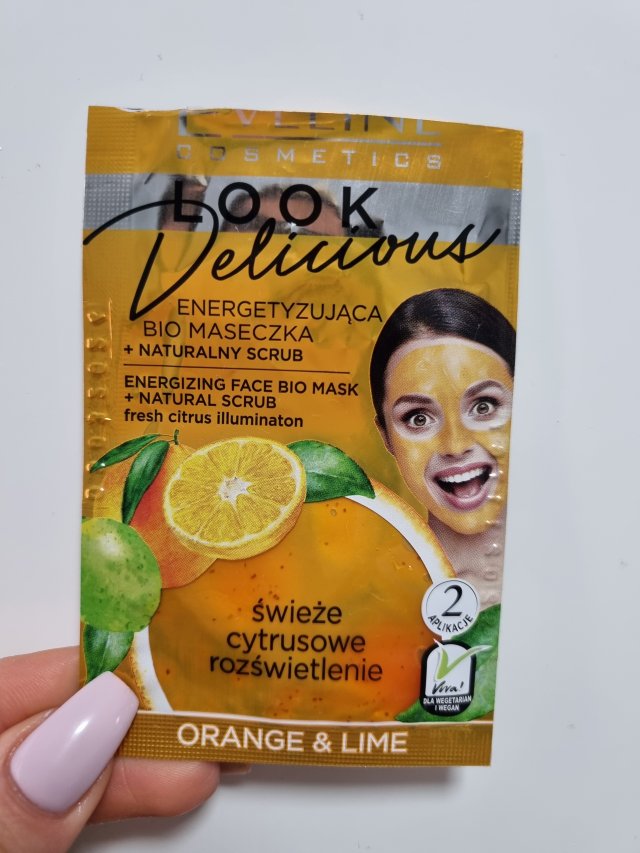 EVELINE
COSMETICS
LOOK
Delicious
ENERGETYZUJĄCA
BIO MASECZKA
+ NATURALNY SCRUB
ENERGIZING FACE BIO MASK
+ NATURAL SCRUB
fresh citrus illuminaton
świeże
cytrusowe
rozświetlenie
2
APLIKACJE
Viva!
DLA WEGETARIAN
I WEGAN
ORANGE & LIME